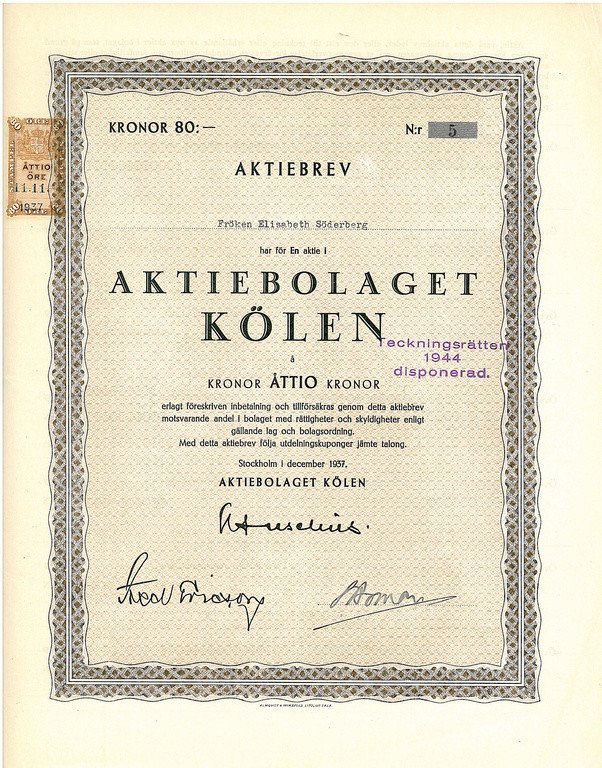 KRONOR 80:—
N:r 5
AKTIEBREV
Fröken Elisabeth Söderberg
har för En aktie i
AKTIEBOLAGET
KÖLEN
å
KRONOR ÅTTIO KRONOR
teckningsrätten
1944
disponerad.
erlagt föreskriven inbetalning och tillförsäkras genom detta aktiebrev
motsvarande andel i bolaget med rättigheter och skyldigheter enligt
gällande lag och bolagsordning.
Med detta aktiebrev följa utdelningskuponger jämte talong.
Stockholm i december 1937.
AKTIEBOLAGET KÖLEN
ÅTTIO
ÖRE
11.11.
1937